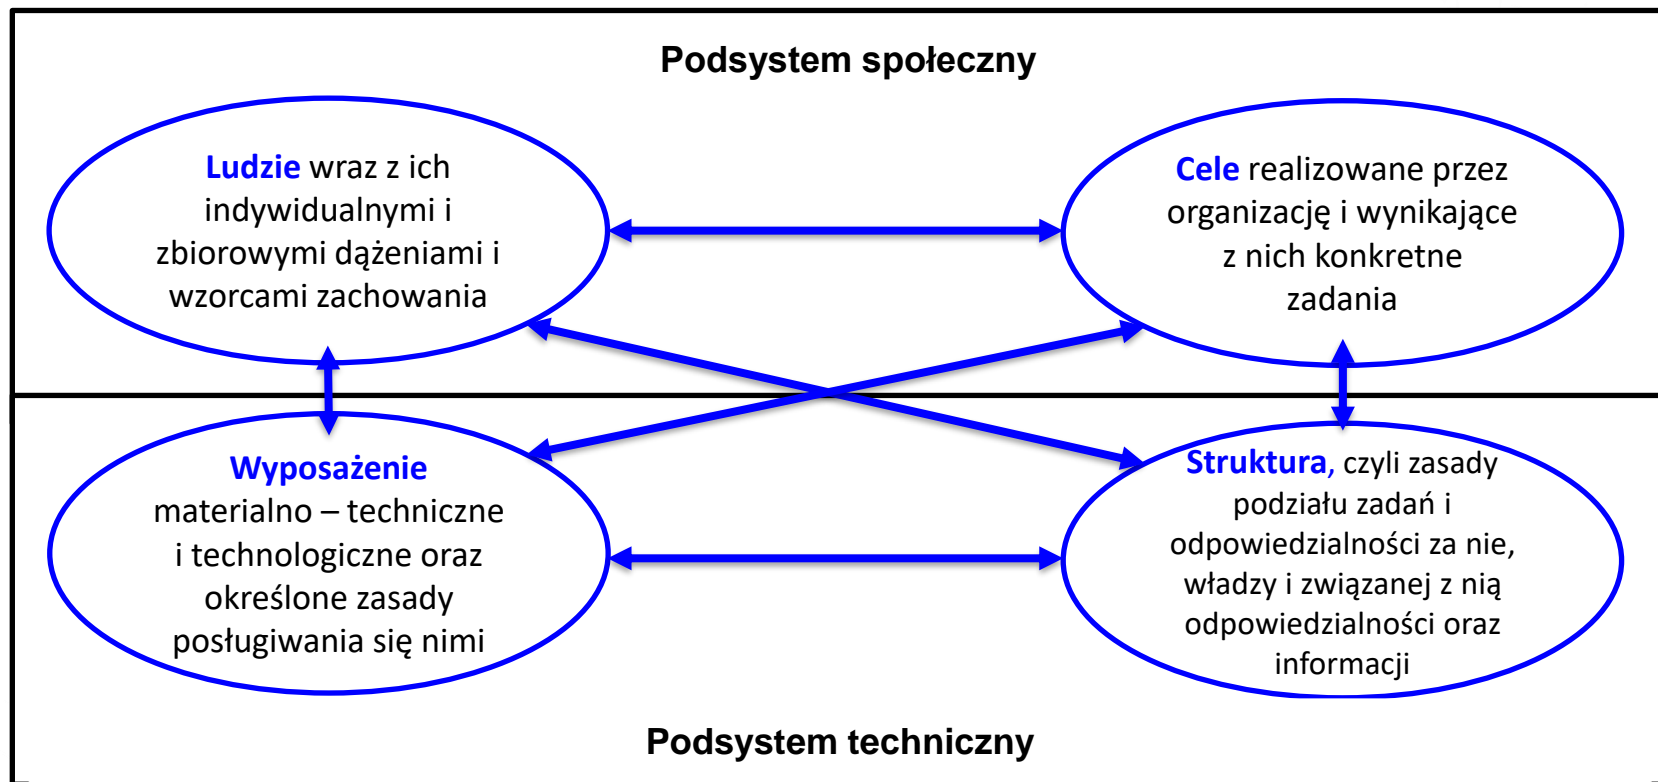 Podsystem społeczny
Ludzie wraz z ich
indywidualnymi i
zbiorowymi dążeniami i
wzorcami zachowania
Cele realizowane przez
organizację i wynikające
z nich konkretne
zadania
Wyposażenie
materialno – techniczne
i technologiczne oraz
określone zasady
posługiwania się nimi
Struktura, czyli zasady
podziału zadań i
odpowiedzialności za nie,
władzy i związanej z nią
odpowiedzialności oraz
informacji
Podsystem techniczny